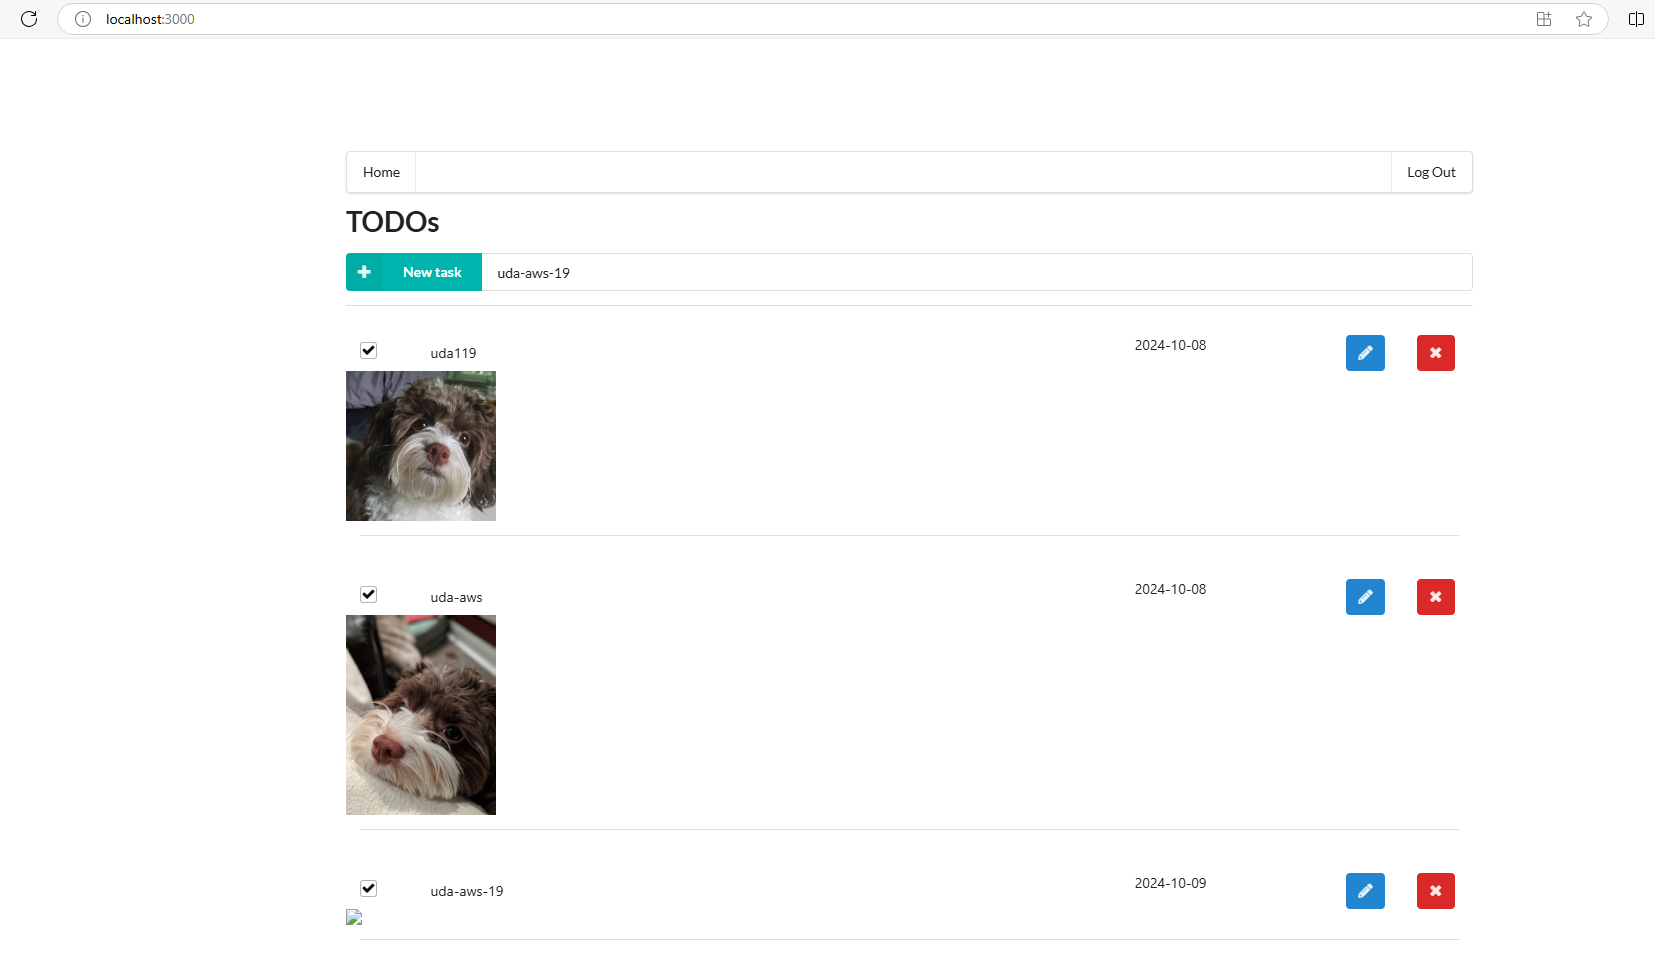 localhost:3000
Home
Log Out
TODOs
New task
uda-aws-19
uda119
2024-10-08
uda-aws
2024-10-08
uda-aws-19
2024-10-09